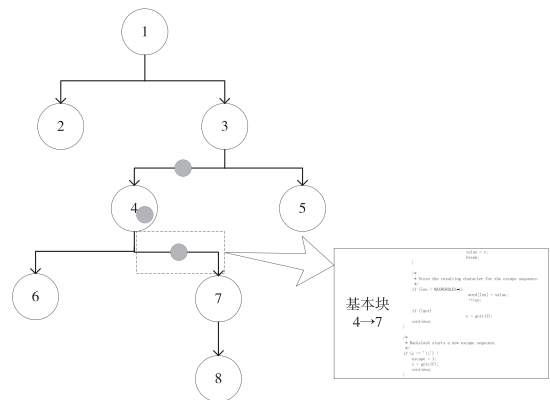 1
2
3
4
5
6
7
8
基本块
4→7
value = c;
break;
}
/*
* Store the resulting character for the escape sequence.
*/
if (len
word[len] = value;
++len;
if (!got)
c = getc(f);
continue;
}
/*
* Backslash starts a new escape sequence.
*/
if (c == '\\') {
escape = 1;
c = getc(f);
continue;
}